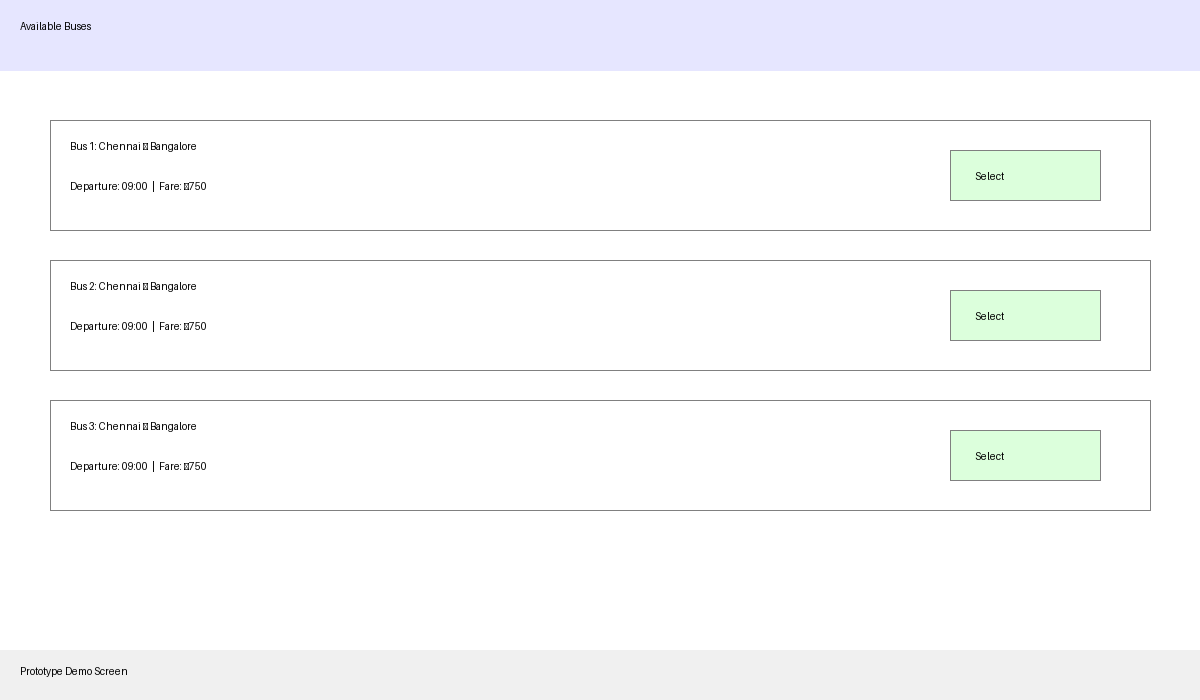 Available Buses
Bus 1: Chennai Bangalore
Departure: 09:00 | Fare: 750
Select
Bus 2: Chennai Bangalore
Departure: 09:00 | Fare: 750
Select
Bus 3: Chennai Bangalore
Departure: 09:00 | Fare: 750
Select
Prototype Demo Screen